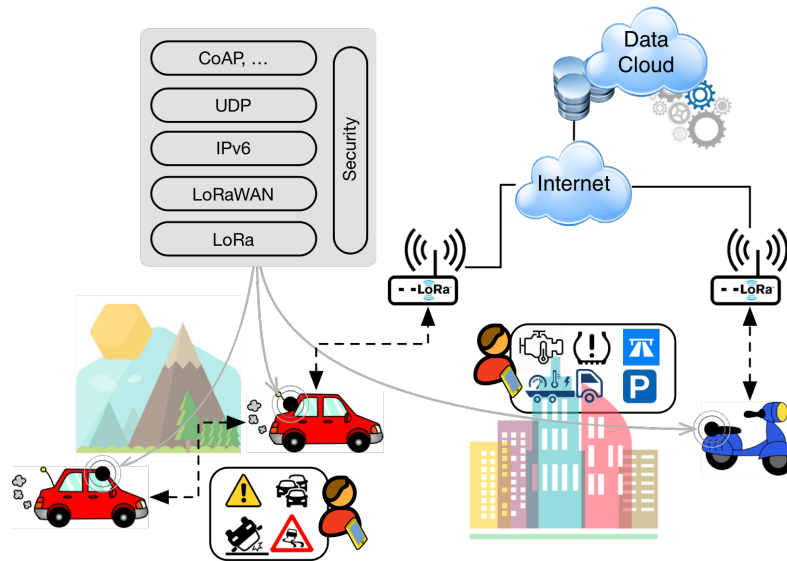 CoAP, ...
UDP
IPv6
LoRaWAN
LoRa
Security
Data
Cloud
Internet
LoRa
LoRa
!
P
!